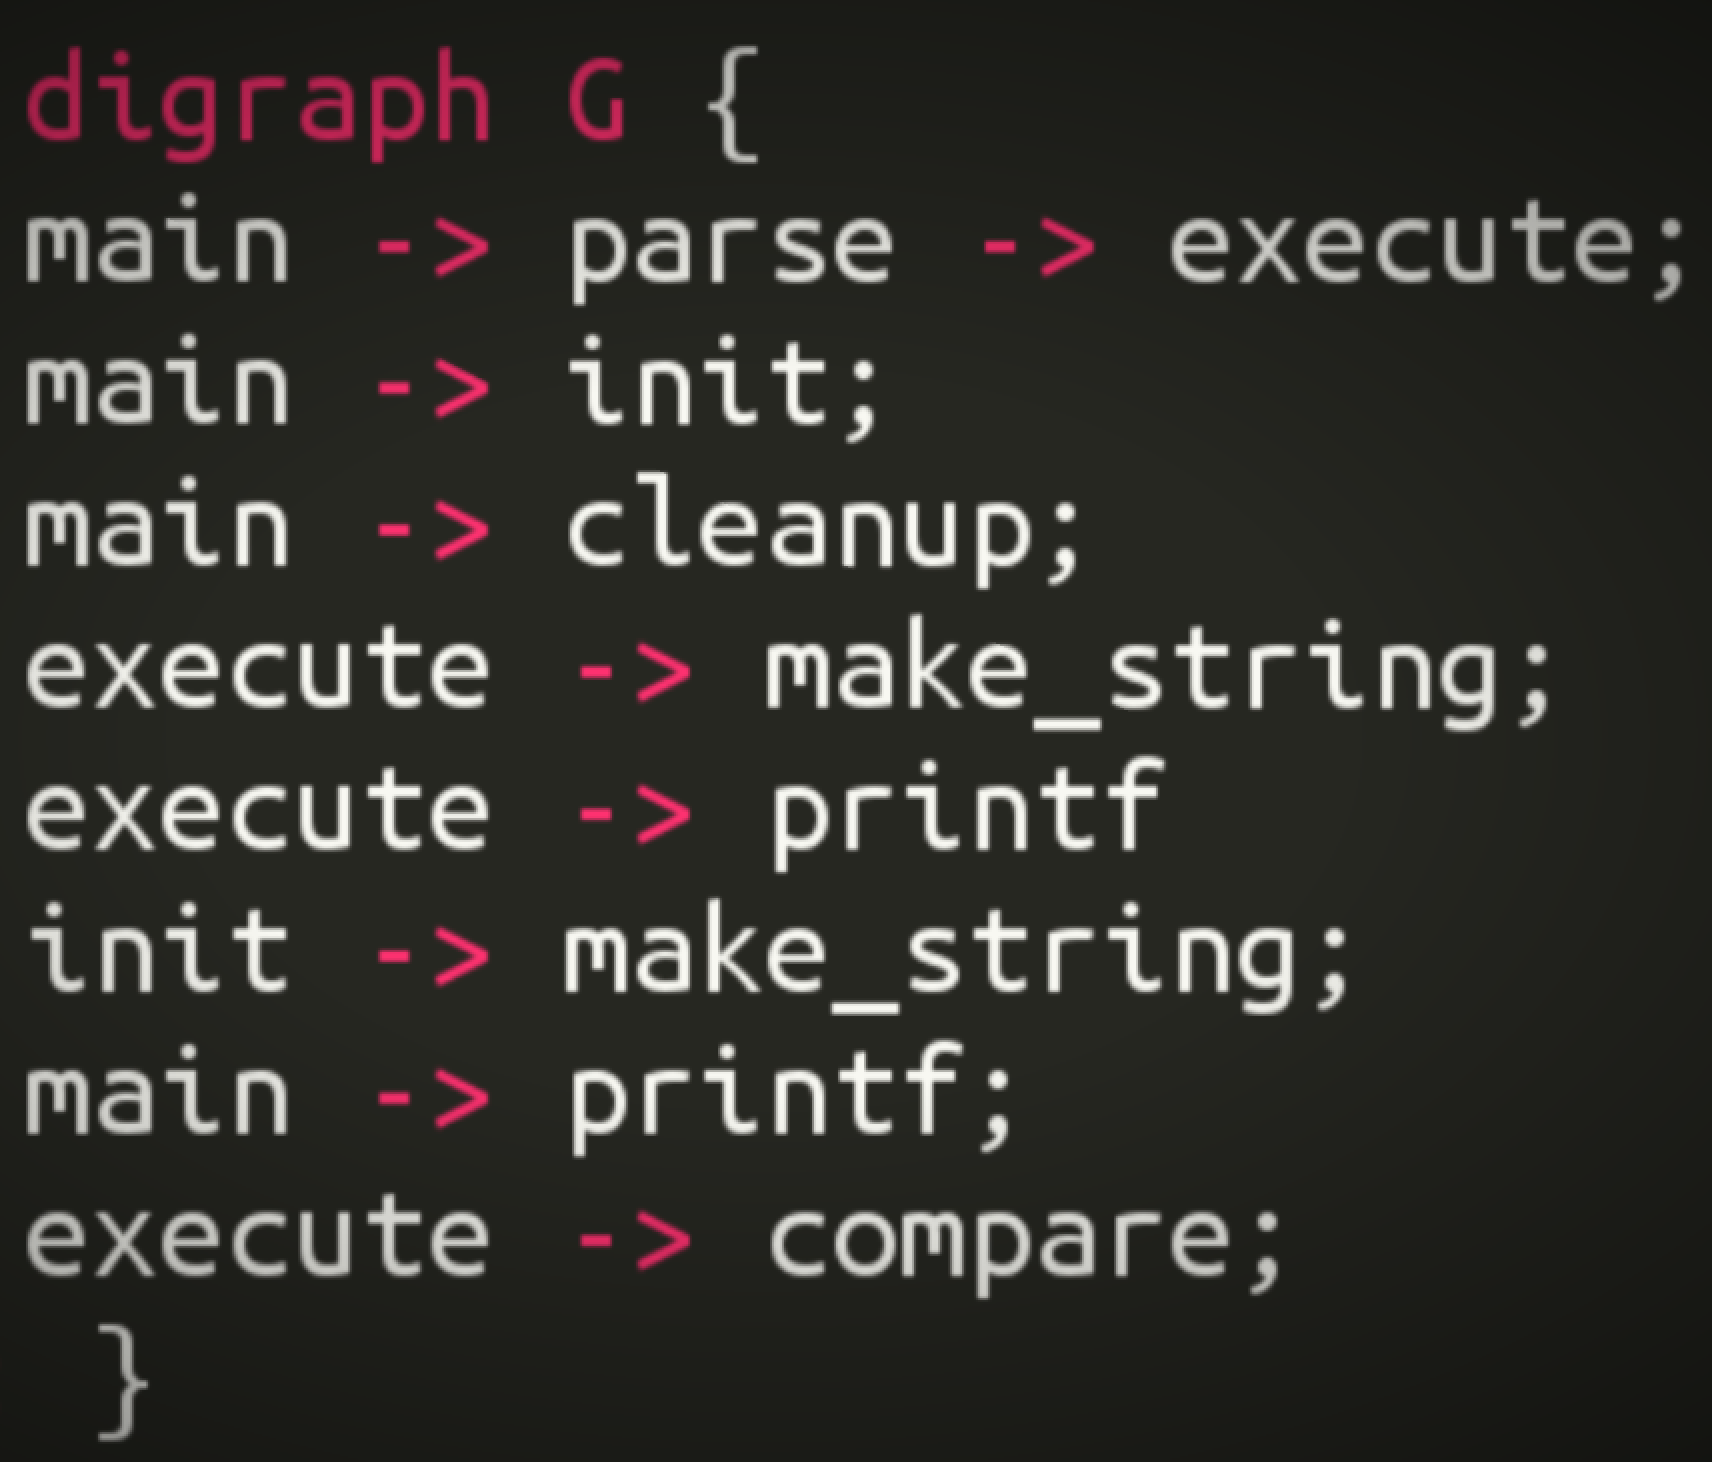 digraph G {
main -> parse -> execute;
main -> init;
main -> cleanup;
execute -> make_string;
execute -> printf
init -> make_string;
main -> printf;
execute -> compare;
}